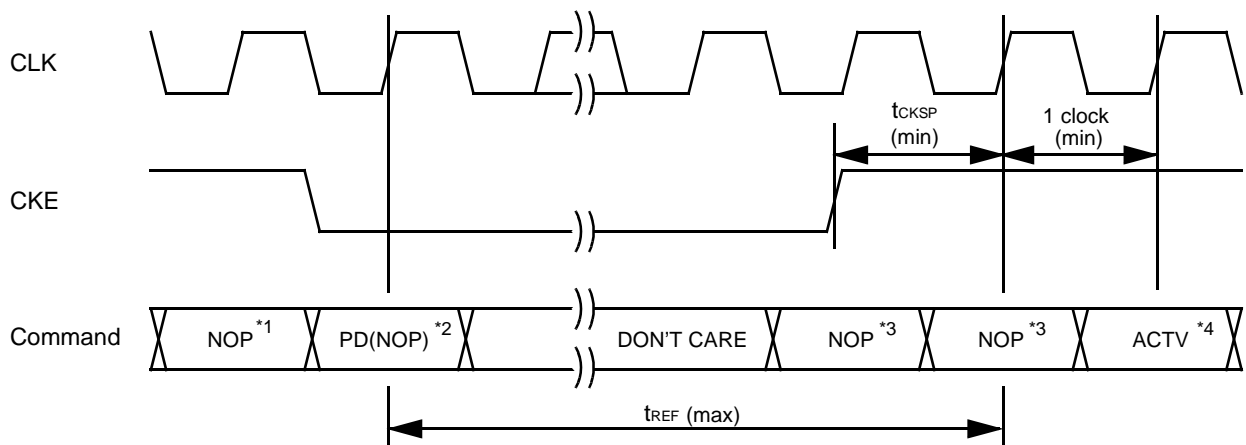 CLK
tCKSP
(min)
1 clock
(min)
CKE
Command
NOP *1
PD(NOP) *2
DON'T CARE
NOP *3
NOP *3
ACTV *4
tREF (max)